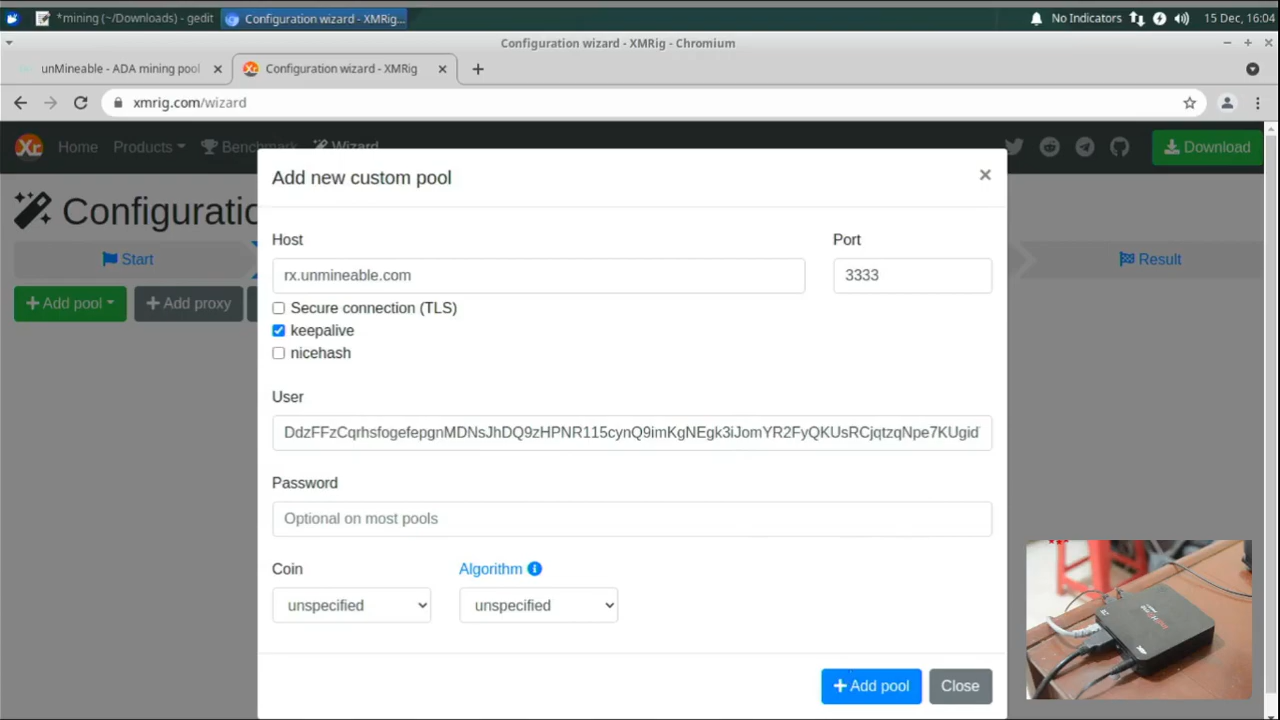 *mining (~/Downloads) - gedit
Configuration wizard - XMRig...
No Indicators
15 Dec, 16:04
Configuration wizard - XMRig - Chromium
unMineable - ADA mining pool
Configuration wizard - XMRig
xmrig.com/wizard
Xr
Home
Products
Benchmark
Wizard
Download
Configuratio
Start
Result
Add pool
Add proxy
Add new custom pool
Host
Port
rx.unmineable.com
3333
Secure connection (TLS)
keepalive
nicehash
User
DdzFFzCqrhsfogefepgnMDNsJhDQ9zHPNR115cynQ9imKgNEgk3iJomYR2FyQKUsRCjqtzqNpe7KUgid
Password
Optional on most pools
Coin
Algorithm
unspecified
unspecified
Add pool
Close